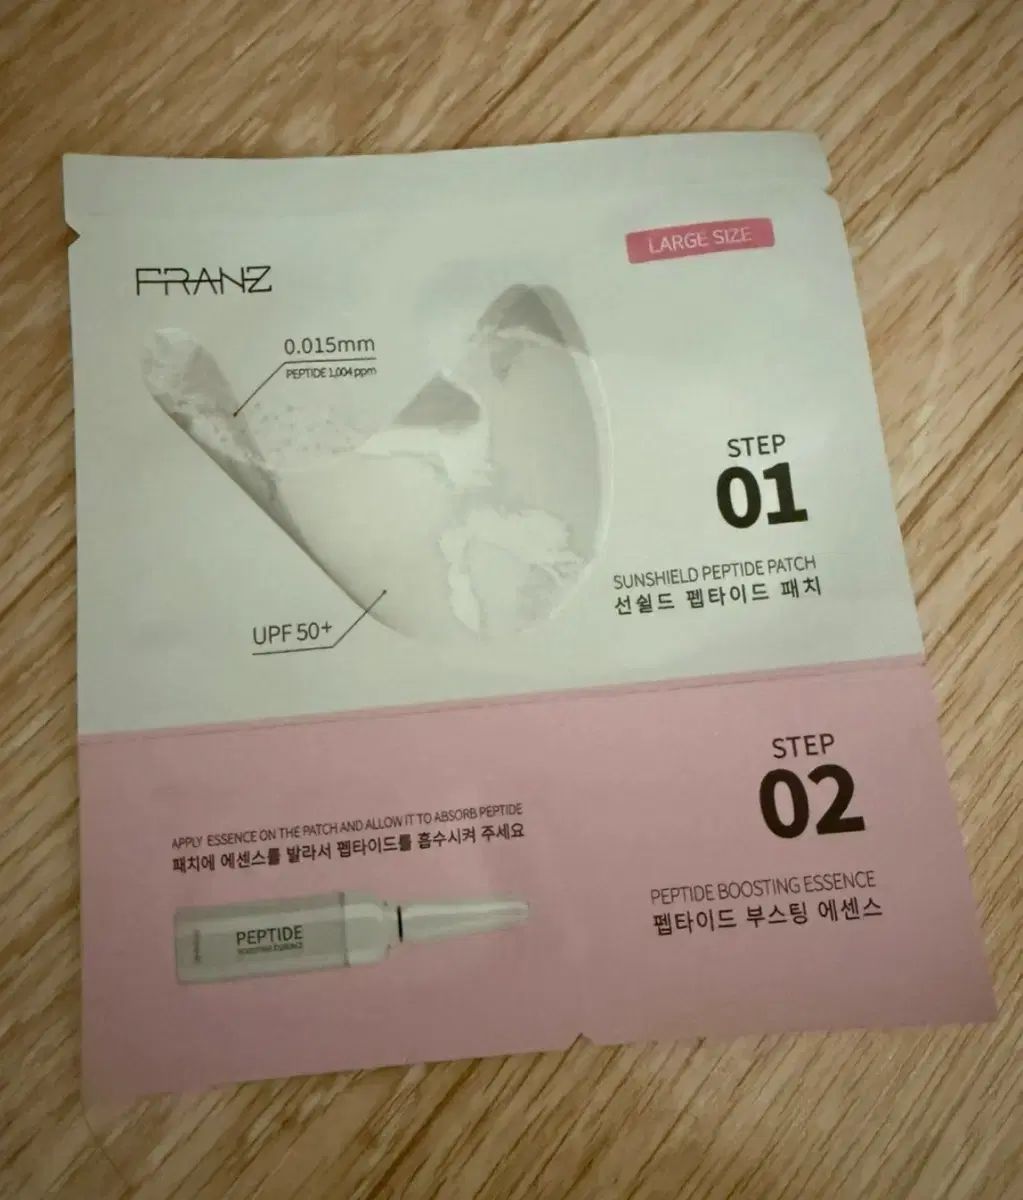 LARGE SIZE
FRANZ
0.015mm
PEPTIDE 1,004 ppm
UPF 50+
STEP
01
SUNSHIELD PEPTIDE PATCH
선쉴드 펩타이드 패치
STEP
02
APPLY ESSENCE ON THE PATCH AND ALLOW IT TO ABSORB PEPTIDE
패치에 에센스를 발라서 펩타이드를 흡수시켜 주세요
PEPTIDE
BOOSTING ESSENCE
PEPTIDE BOOSTING ESSENCE
펩타이드 부스팅 에센스